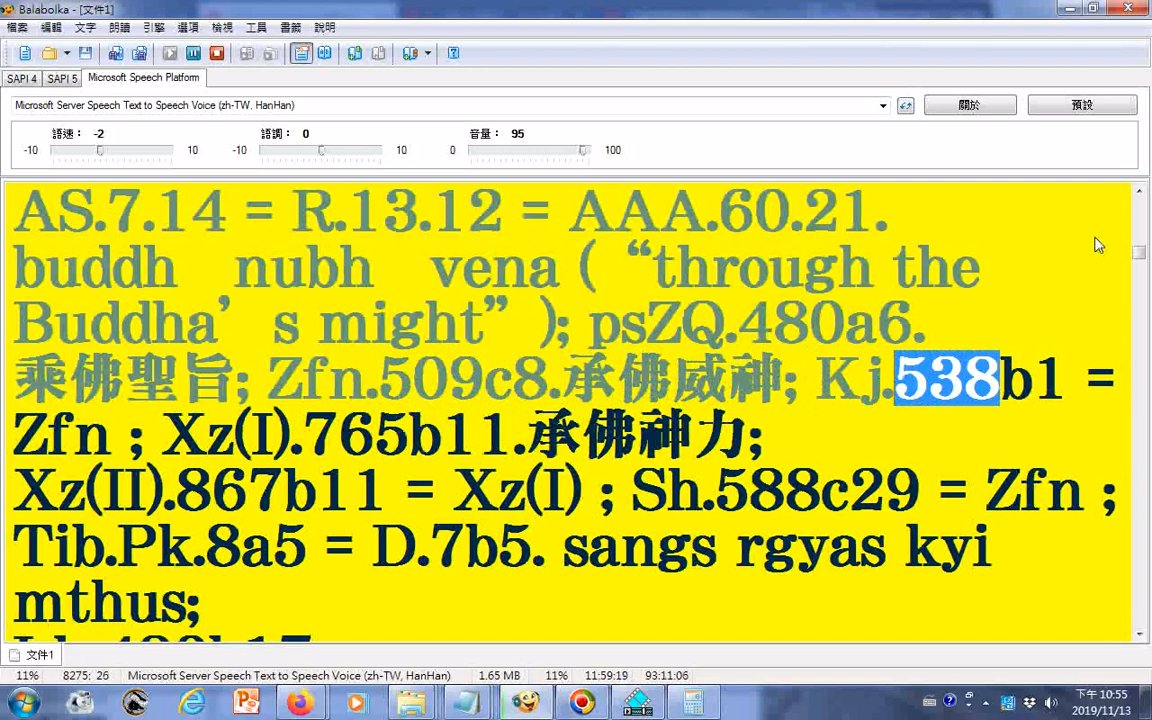 Balabolka - [文件1]
檔案 編輯 文字 朗讀 引擎 選項 檢視 工具 書籤 說明
SAPI 4 SAPI 5 Microsoft Speech Platform
Microsoft Server Speech Text to Speech Voice (zh-TW, HanHan) 關於 預設
語速： -2 語調： 0 音量： 95
-10 10 -10 10 0 100
AS.7.14 = R.13.12 = AAA.60.21.
buddh nubh vena (“through the
Buddha’s might”); psZQ.480a6.
乘佛聖旨; Zfn.509c8.承佛威神; Kj.538b1 =
Zfn ; Xz(I).765b11.承佛神力;
Xz(II).867b11 = Xz(I) ; Sh.588c29 = Zfn ;
Tib.Pk.8a5 = D.7b5. sangs rgyas kyi
mthus;
文件1
11% 8275: 26 Microsoft Server Speech Text to Speech Voice (zh-TW, HanHan) 1.65 MB 11% 11:59:19 93:11:06
下午 10:55
2019/11/13